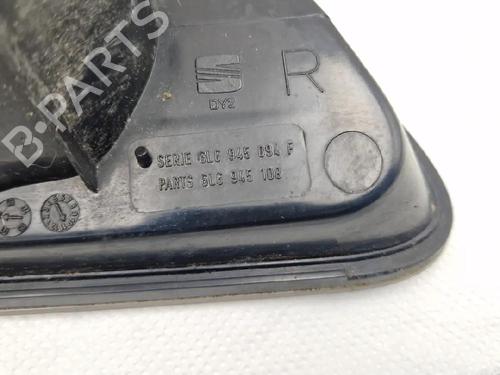 B-PARTS
R
DY2
SERIE 6L6 945 094 F
PARTS 6L6 945 108